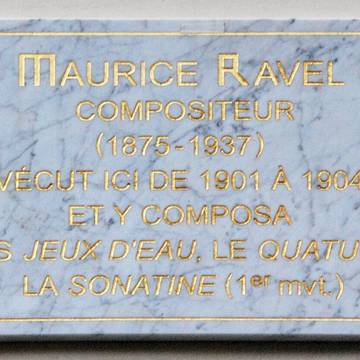 MAURICE RAVEL
COMPOSITEUR
(1875-1937)
VÉCUT ICI DE 1901 À 1904
ET Y COMPOSA
JEUX D'EAU, LE
LA SONATINE (1er mvt.)